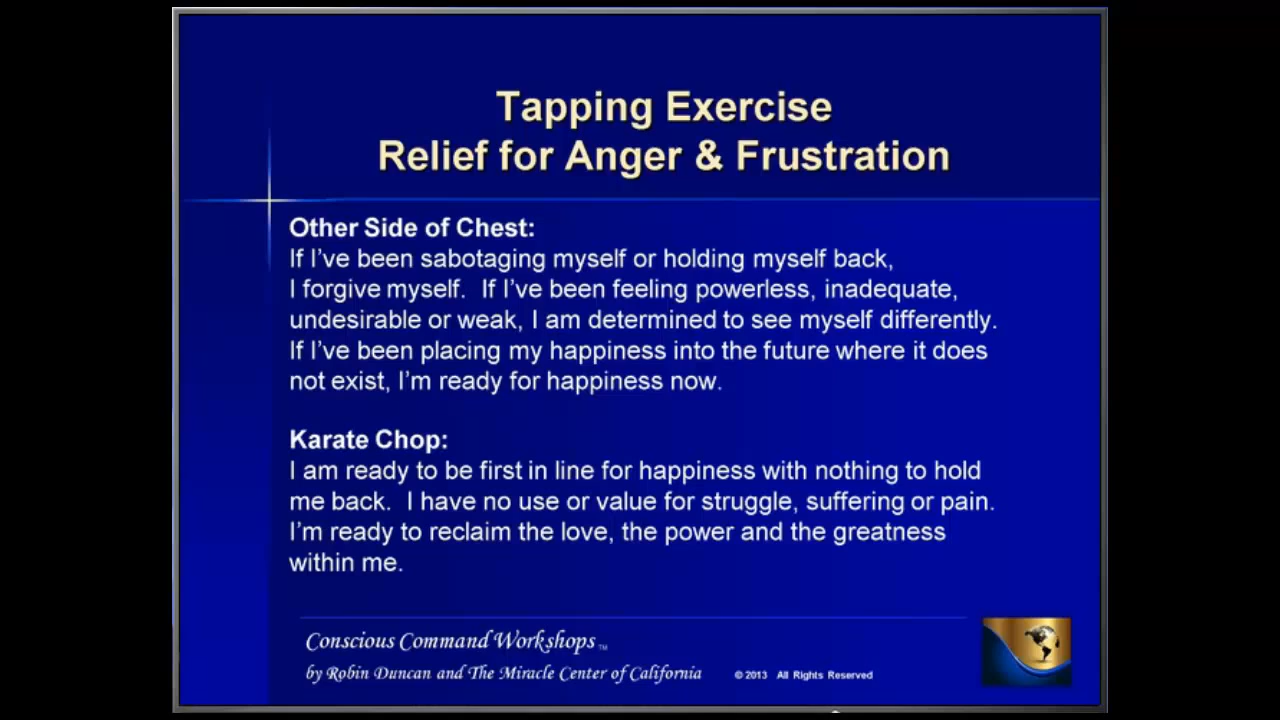 Tapping Exercise
Relief for Anger & Frustration
Other Side of Chest:
If I've been sabotaging myself or holding myself back,
I forgive myself.  If I've been feeling powerless, inadequate,
undesirable or weak, I am determined to see myself differently.
If I've been placing my happiness into the future where it does
not exist, I'm ready for happiness now.
Karate Chop:
I am ready to be first in line for happiness with nothing to hold
me back.  I have no use or value for struggle, suffering or pain.
I'm ready to reclaim the love, the power and the greatness
within me.
Conscious Command Workshops™
by Robin Duncan and The Miracle Center of California © 2013 All Rights Reserved